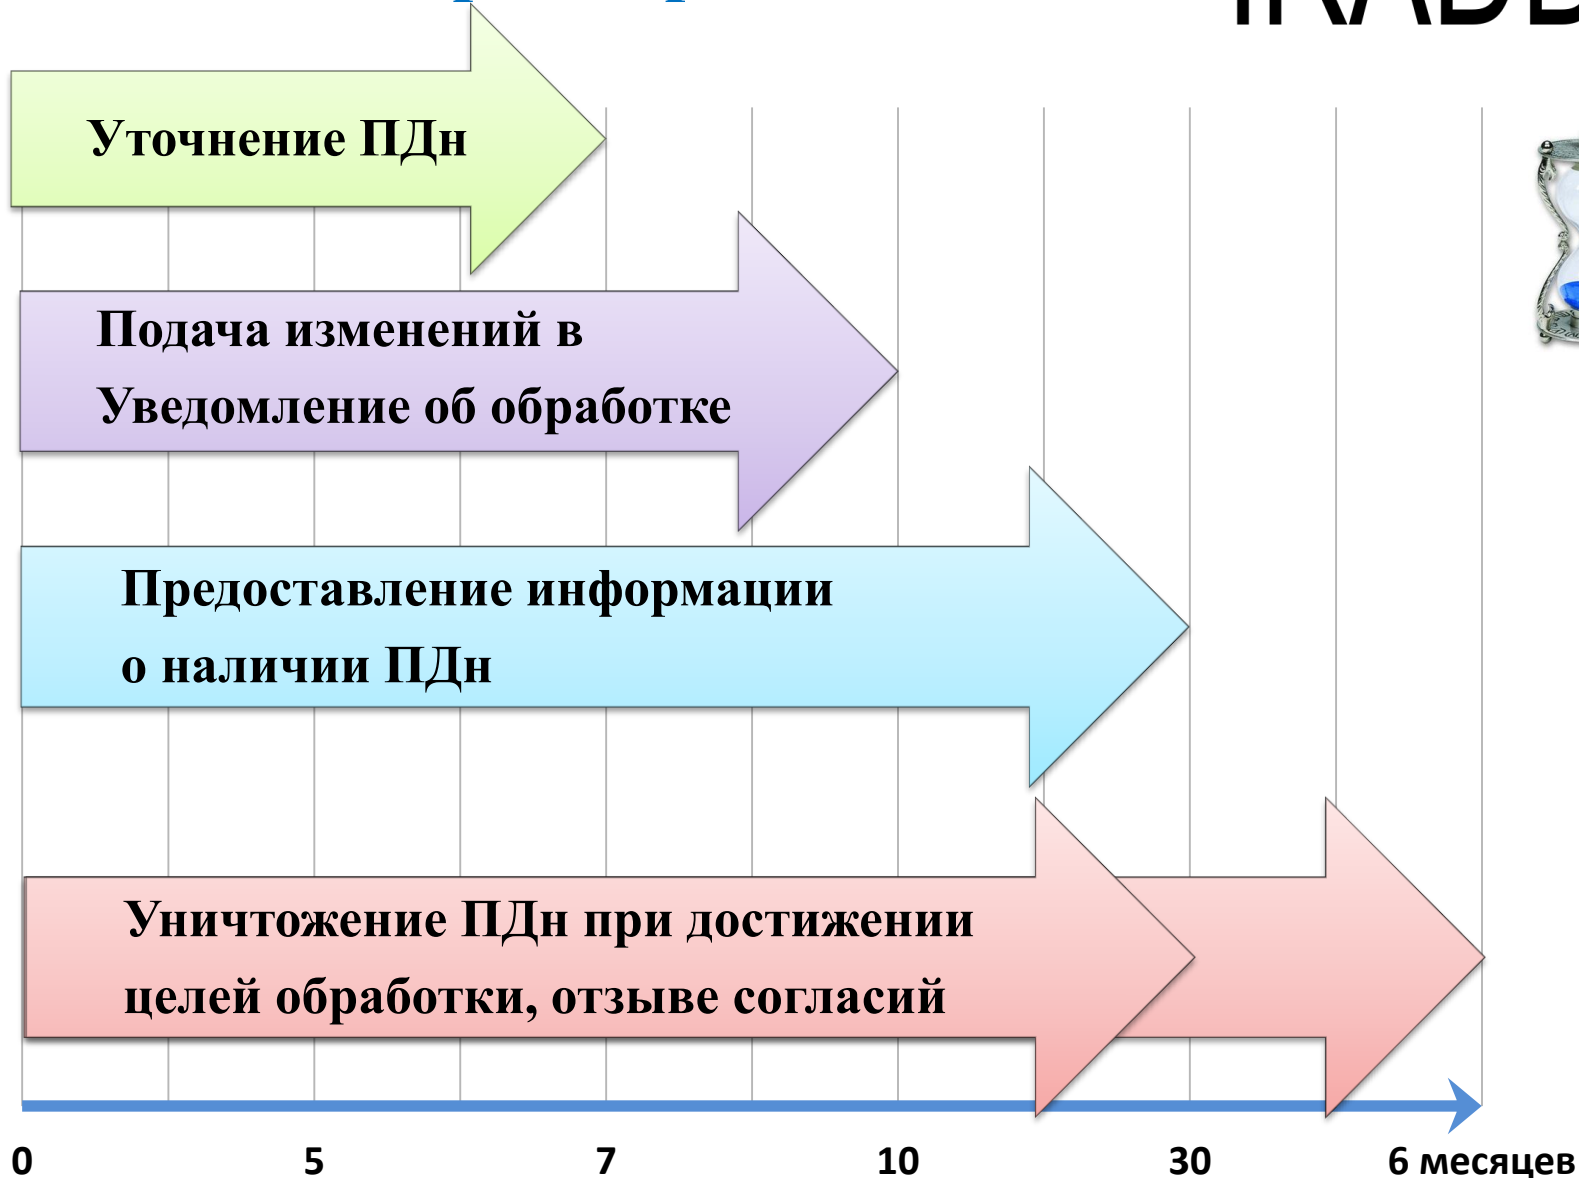 Уточнение ПДн
Подача изменений в
Уведомление об обработке
Предоставление информации
о наличии ПДн
Уничтожение ПДн при достижении
целей обработки, отзыве согласий
0 5 7 10 30 6 месяцев